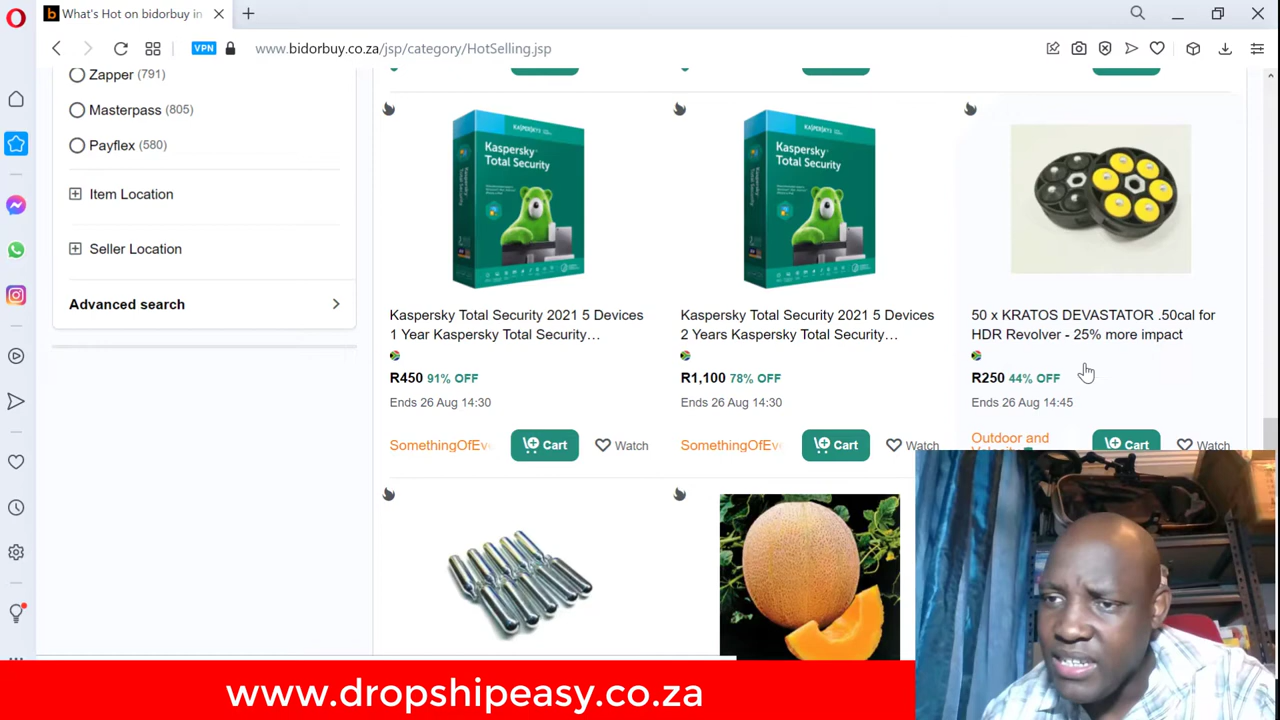 What's Hot on bidorbuy in
VPN
www.bidorbuy.co.za/jsp/category/HotSelling.jsp
Zapper (791)
Masterpass (805)
Payflex (580)
Item Location
Seller Location
Advanced search
KASPERSKY
Kaspersky
Total Security
KASPERSKY
Kaspersky
Total Security
Kaspersky Total Security 2021 5 Devices
1 Year Kaspersky Total Security…
R450 91% OFF
Ends 26 Aug 14:30
SomethingOfEv
Cart
Watch
Kaspersky Total Security 2021 5 Devices
2 Years Kaspersky Total Security…
R1,100 78% OFF
Ends 26 Aug 14:30
SomethingOfEv
Cart
Watch
50 x KRATOS DEVASTATOR .50cal for
HDR Revolver - 25% more impact
R250 44% OFF
Ends 26 Aug 14:45
Outdoor and
Cart
Watch
www.dropshipeasy.co.za